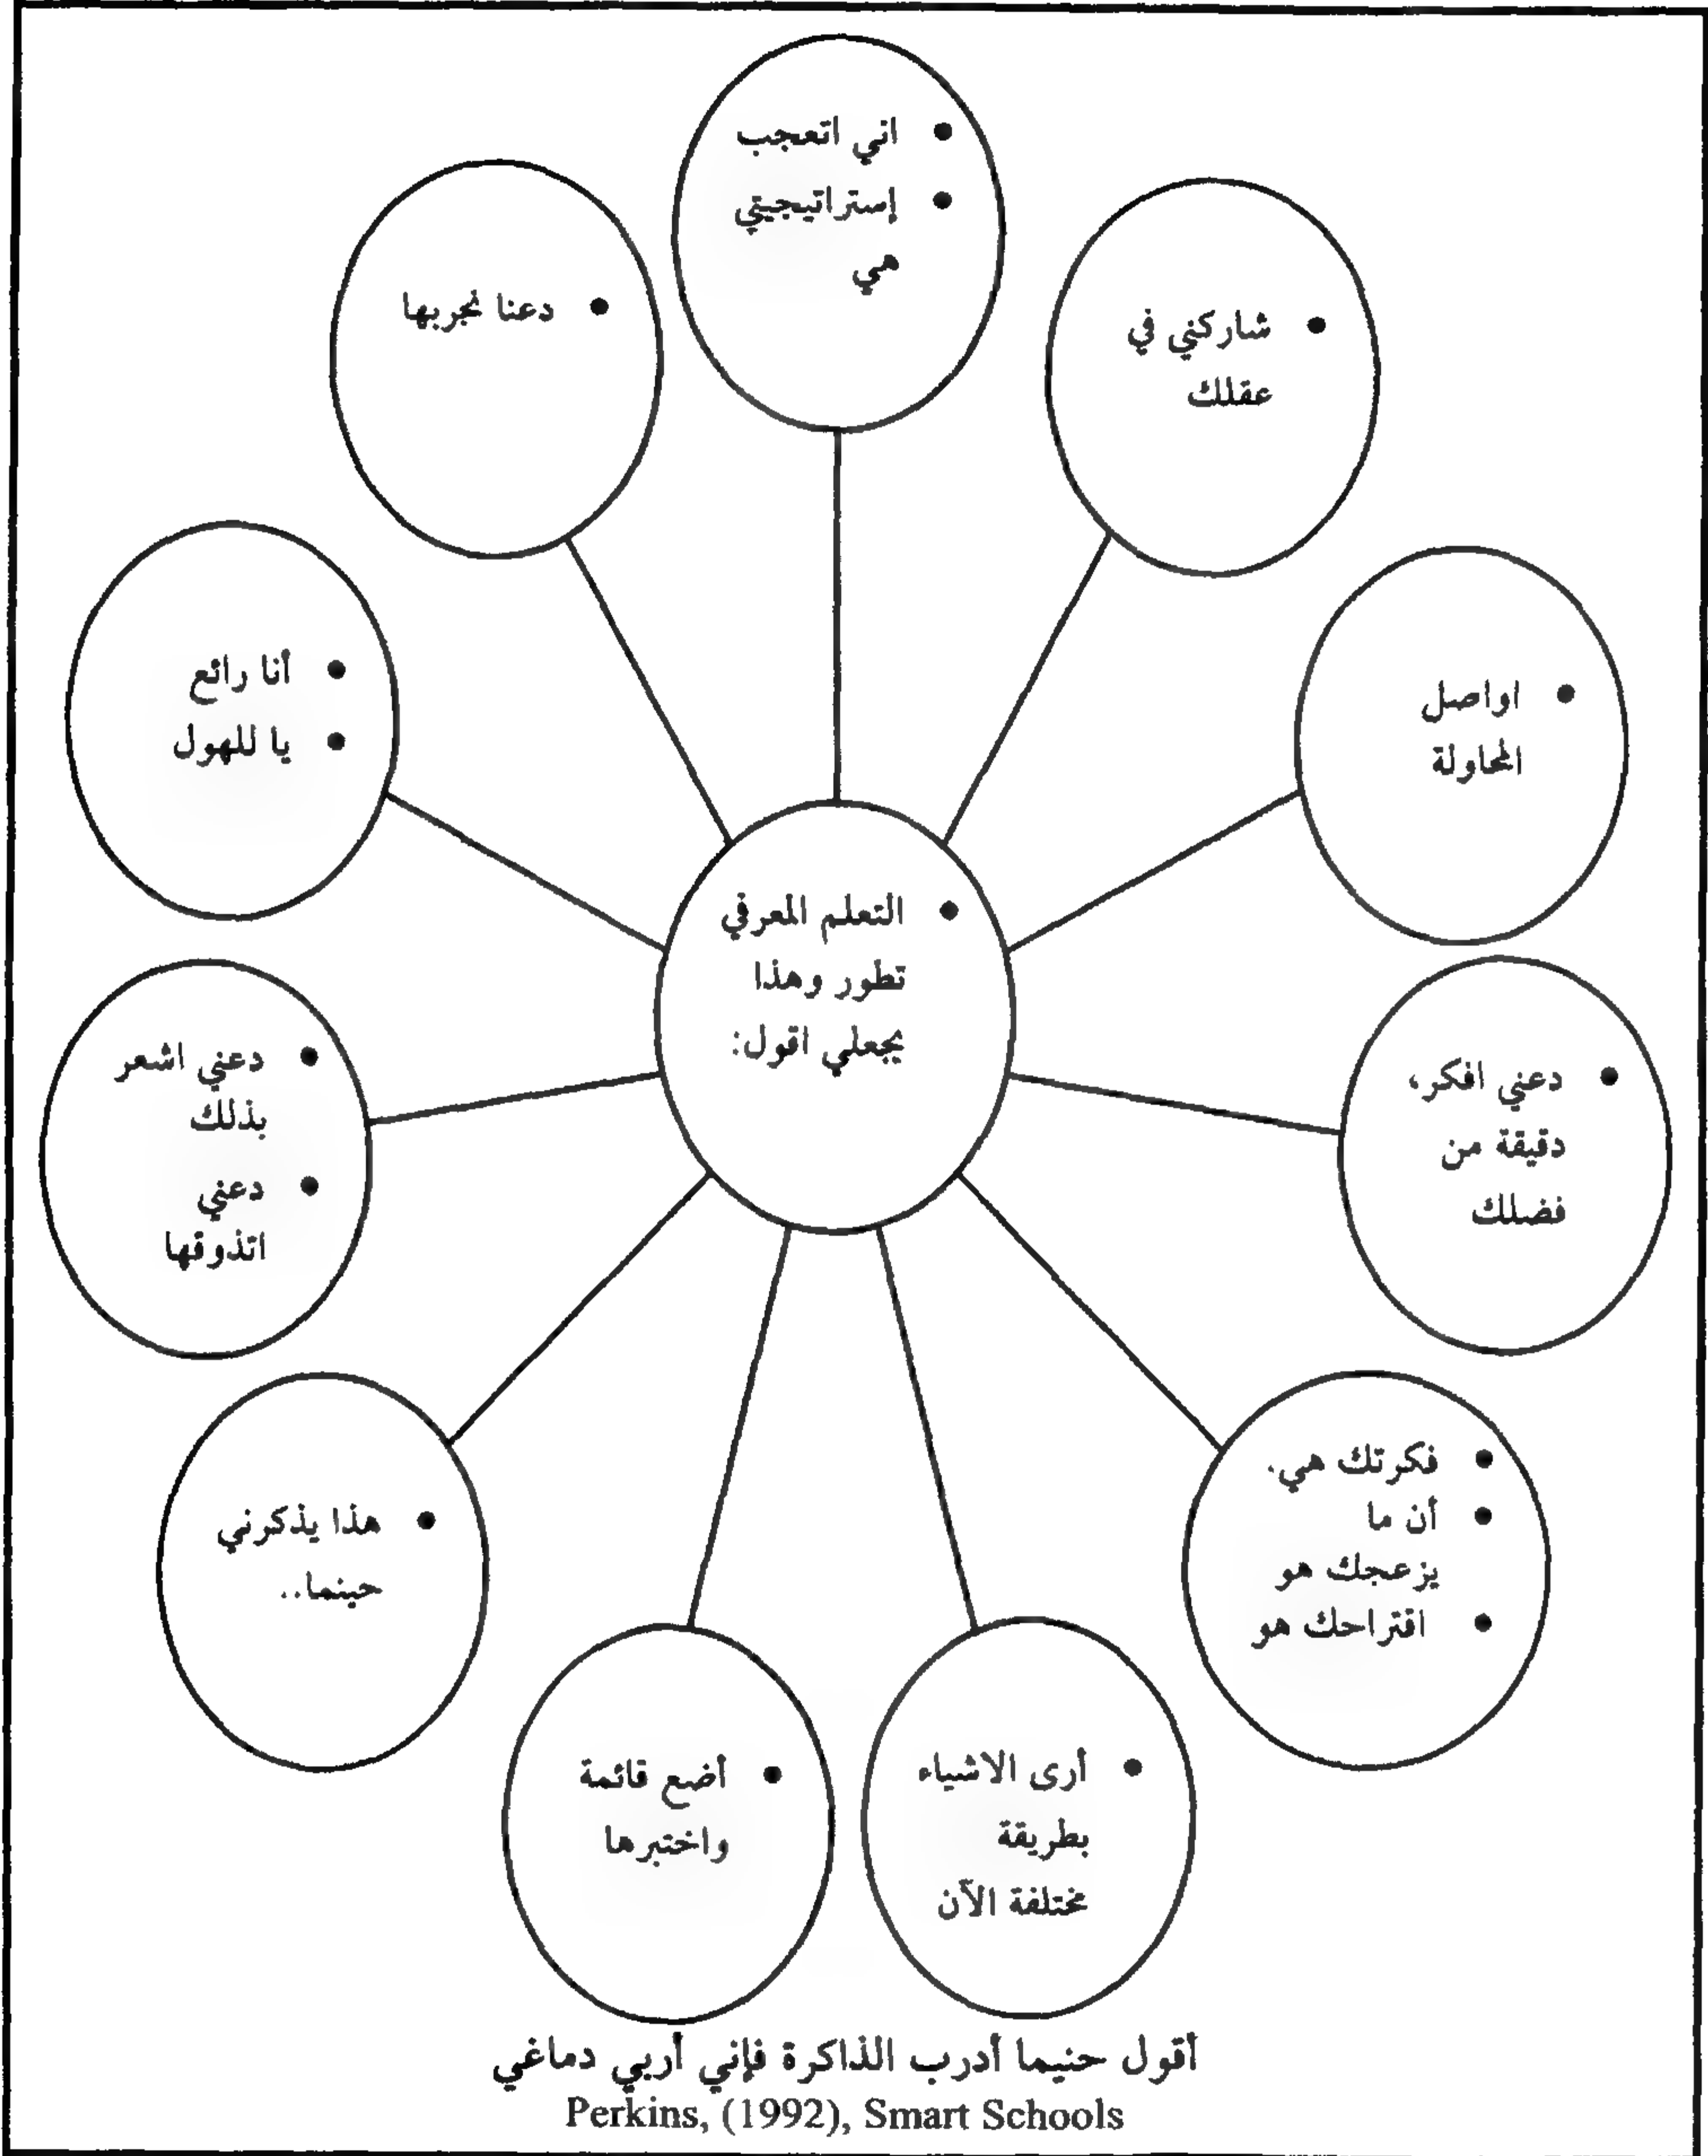 • اني اتعجب
• إستراتيجيتي
هي
• شاركني في
عقلك
• دعنا نجربها
• اواصل
المحاولة
• أنا رائع
• يا للهول
• التعلم المعرفي
تطور وهذا
يجعلي اقول:
• دعني افكر،
دقيقة من
فضلك
• دعني اشعر
بذلك
• دعني
اتذوقها
• فكرتك هي.
• أن ما
يزعجك هو
• اقتراحك هو
• هذا يذكرني
حينما..
• أرى الاشياء
بطريقة
مختلفة الآن
• أضع قائمة
واختبرها
أقول حنيما أدرب الذاكرة فإني أربي دماغي
Perkins, (1992), Smart Schools